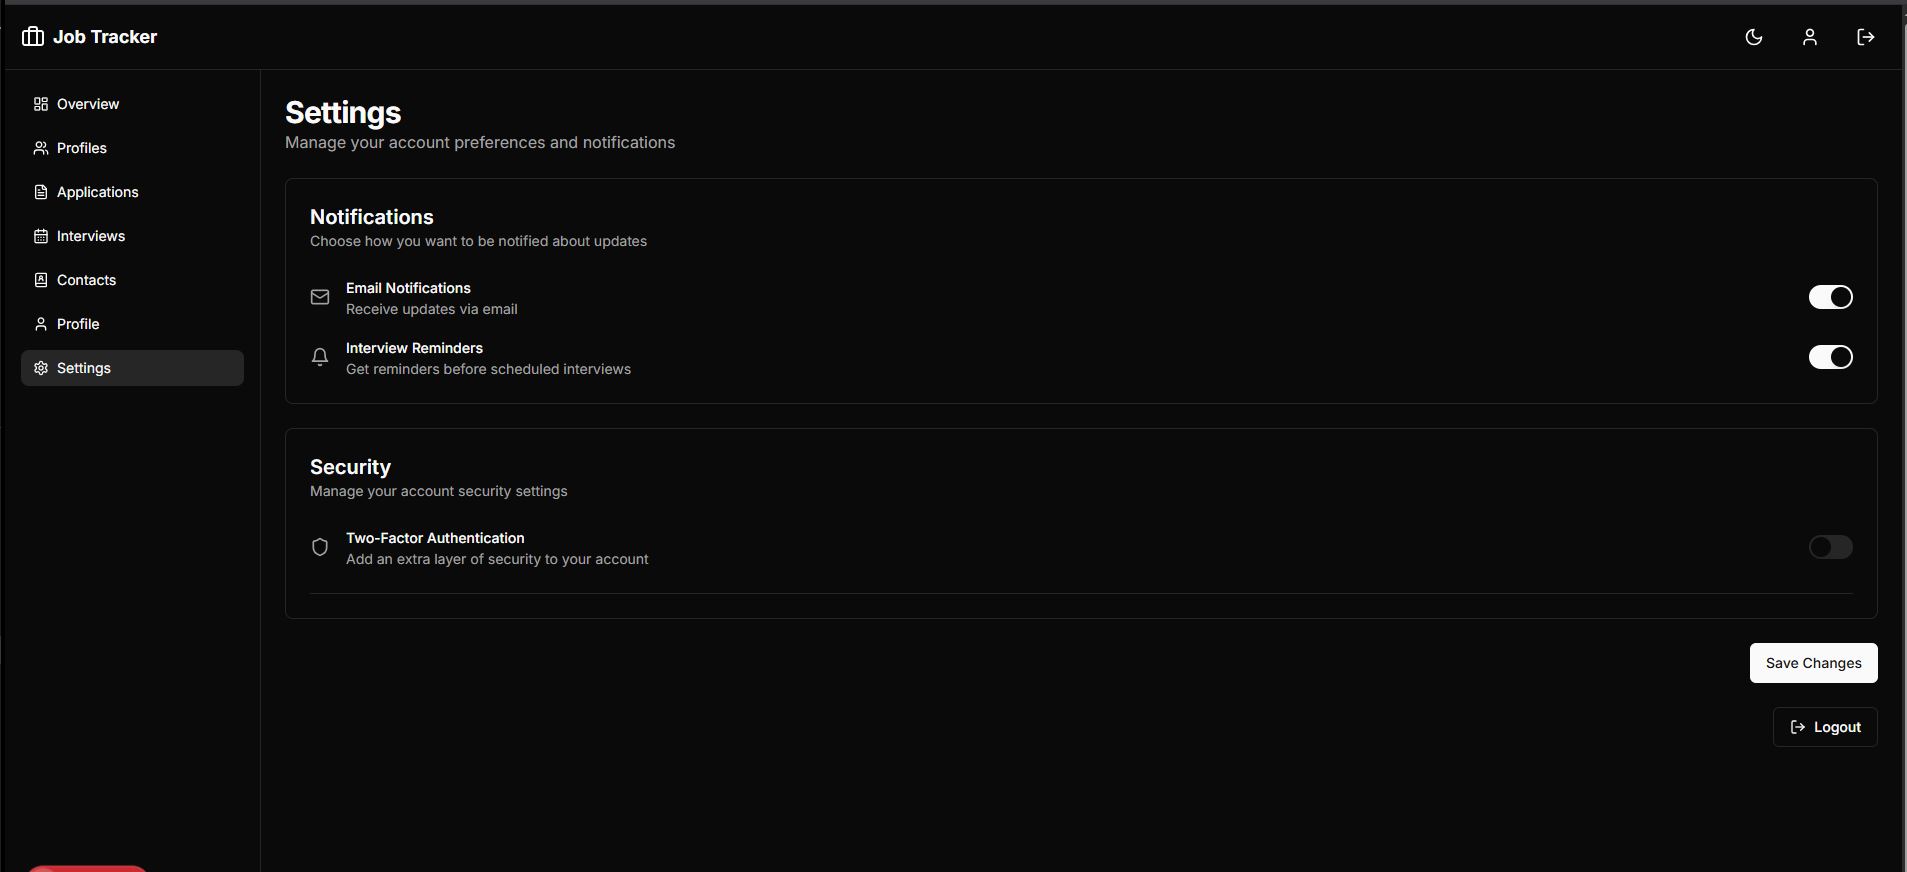 Job Tracker
Overview
Profiles
Applications
Interviews
Contacts
Profile
Settings
Settings
Manage your account preferences and notifications
Notifications
Choose how you want to be notified about updates
Email Notifications
Receive updates via email
Interview Reminders
Get reminders before scheduled interviews
Security
Manage your account security settings
Two-Factor Authentication
Add an extra layer of security to your account
Save Changes
Logout